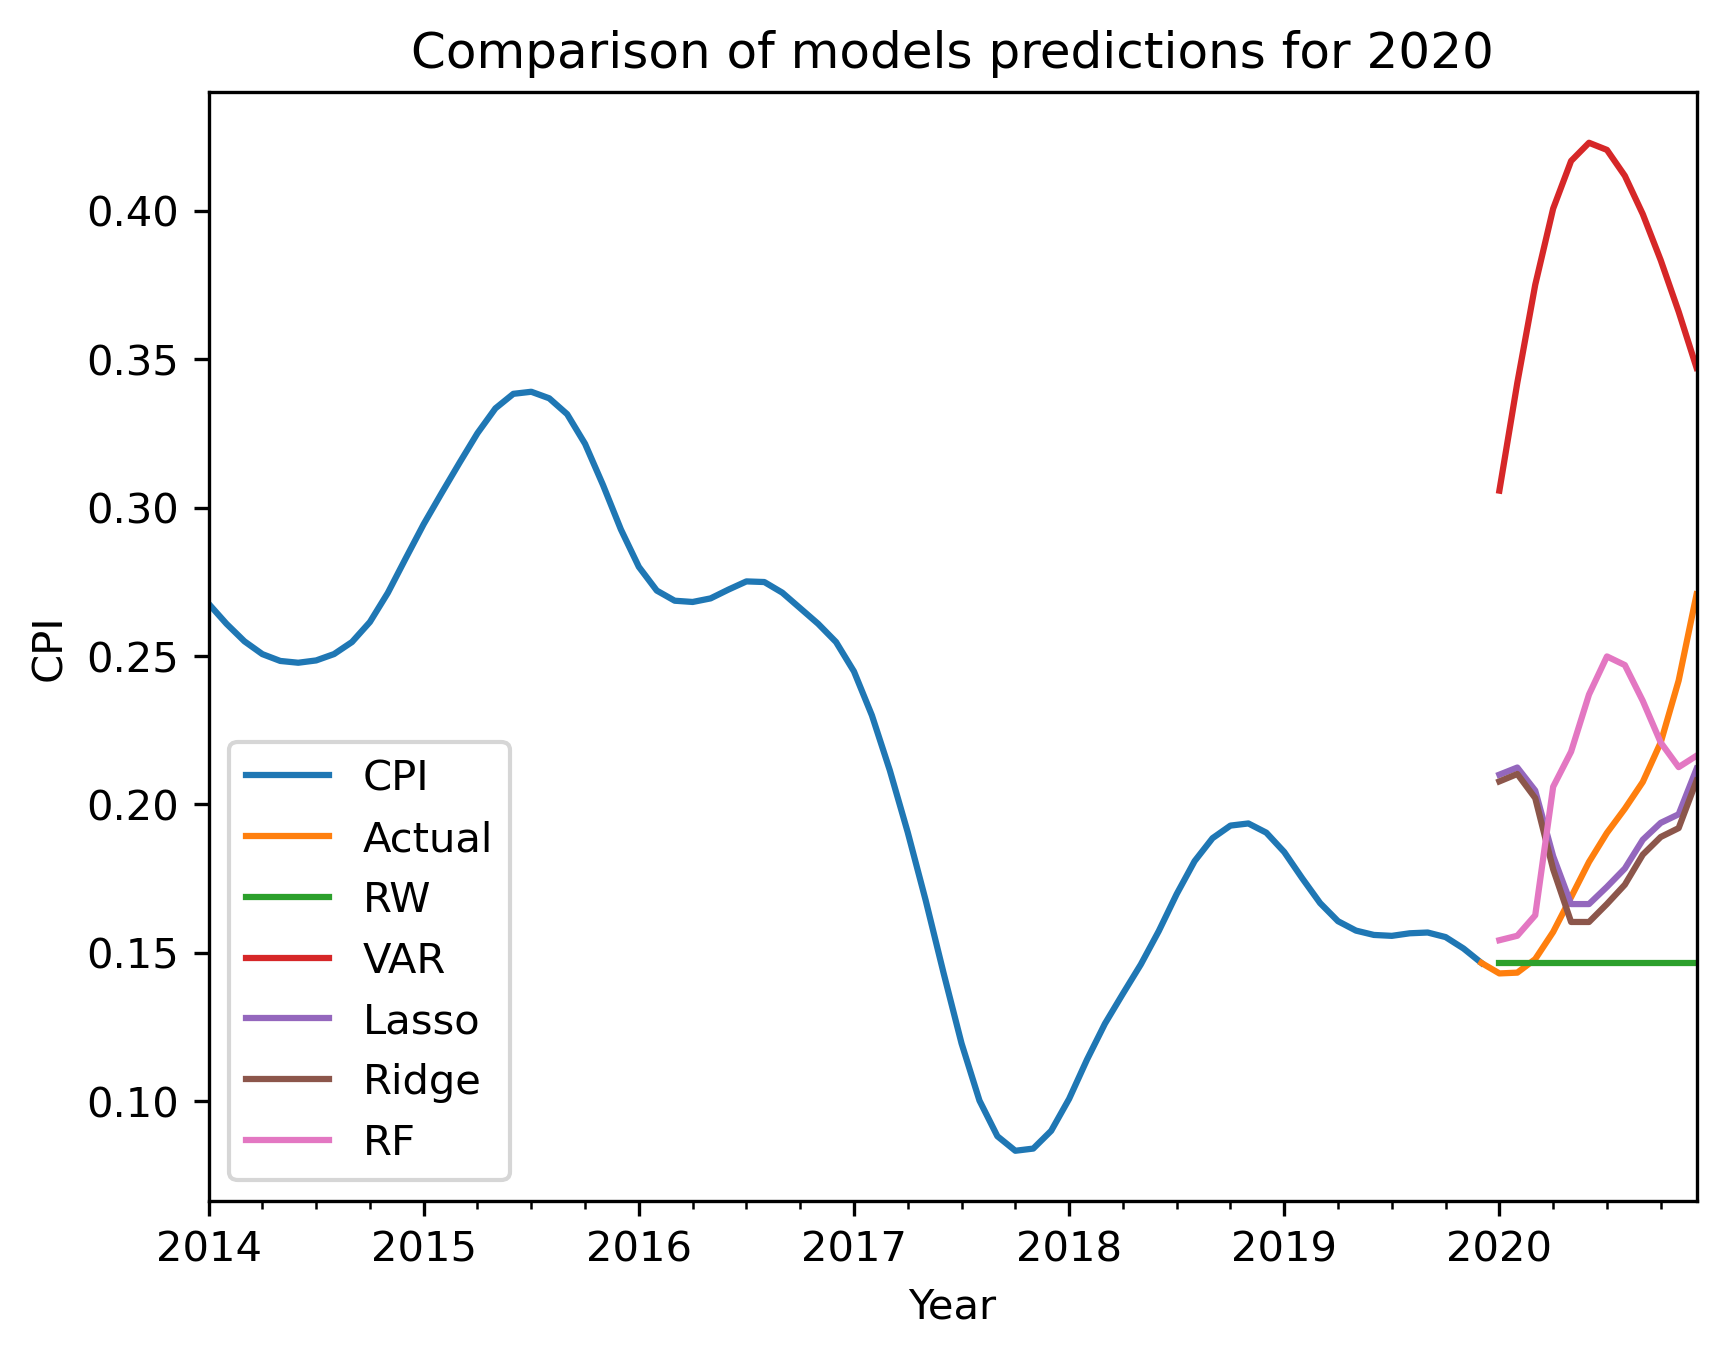 Comparison of models predictions for 2020
0.40
0.35
0.30
0.25
0.20
0.15
0.10
CPI
CPI
Actual
RW
VAR
Lasso
Ridge
RF
2014 2015 2016 2017 2018 2019 2020
Year